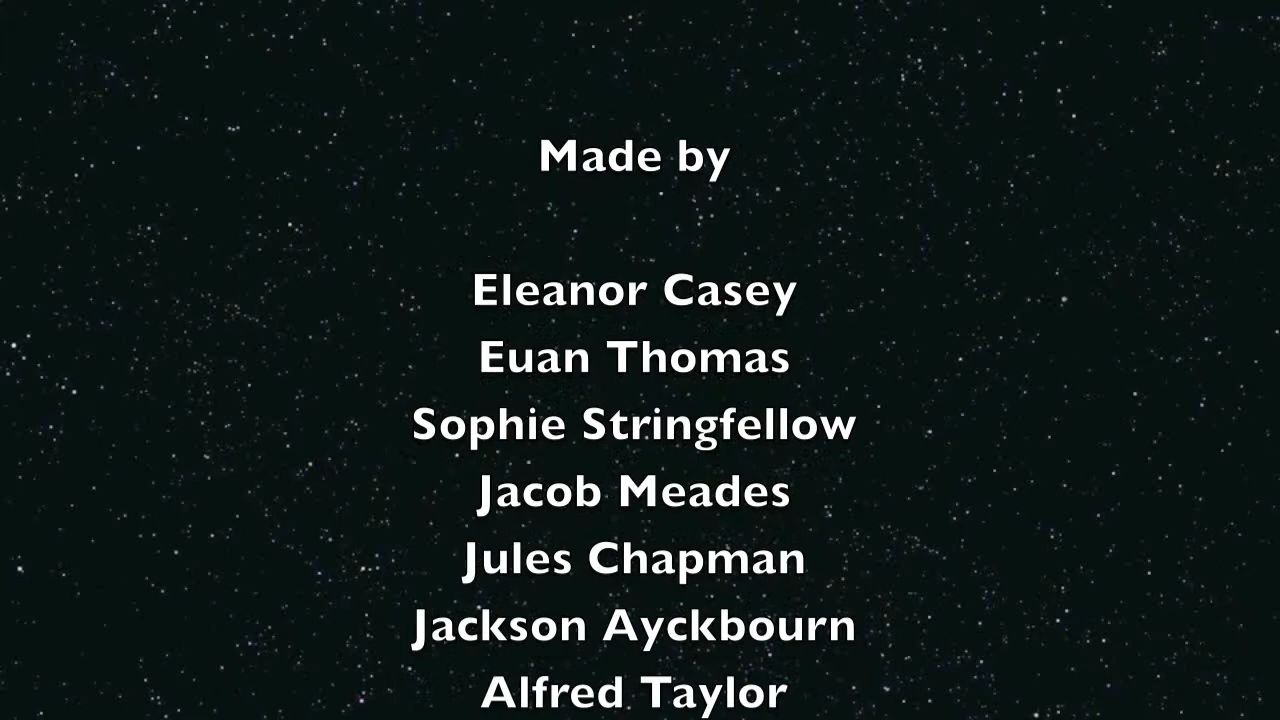 Made by
Eleanor Casey
Euan Thomas
Sophie Stringfellow
Jacob Meades
Jules Chapman
Jackson Ayckbourn
Alfred Taylor